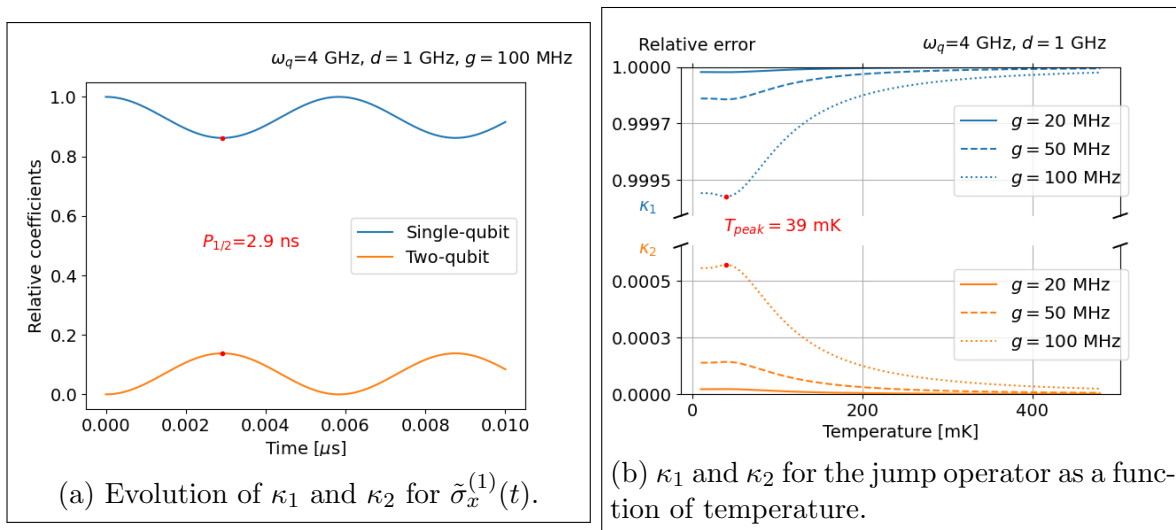 ω_q=4 GHz, d = 1 GHz, g = 100 MHz
Relative coefficients
1.0
0.8
0.6
0.4
0.2
0.0
P_{1/2}=2.9 ns
Single-qubit
Two-qubit
0.000 0.002 0.004 0.006 0.008 0.010
Time [μs]
(a) Evolution of κ_1 and κ_2 for σ̃_x^{(1)}(t).
Relative error
ω_q=4 GHz, d = 1 GHz
1.0000
0.9997
0.9995
κ_1
g = 20 MHz
g = 50 MHz
g = 100 MHz
T_{peak} = 39 mK
κ_2
0.0005
0.0003
0.0000
g = 20 MHz
g = 50 MHz
g = 100 MHz
0 200 400
Temperature [mK]
(b) κ_1 and κ_2 for the jump operator as a func-
tion of temperature.